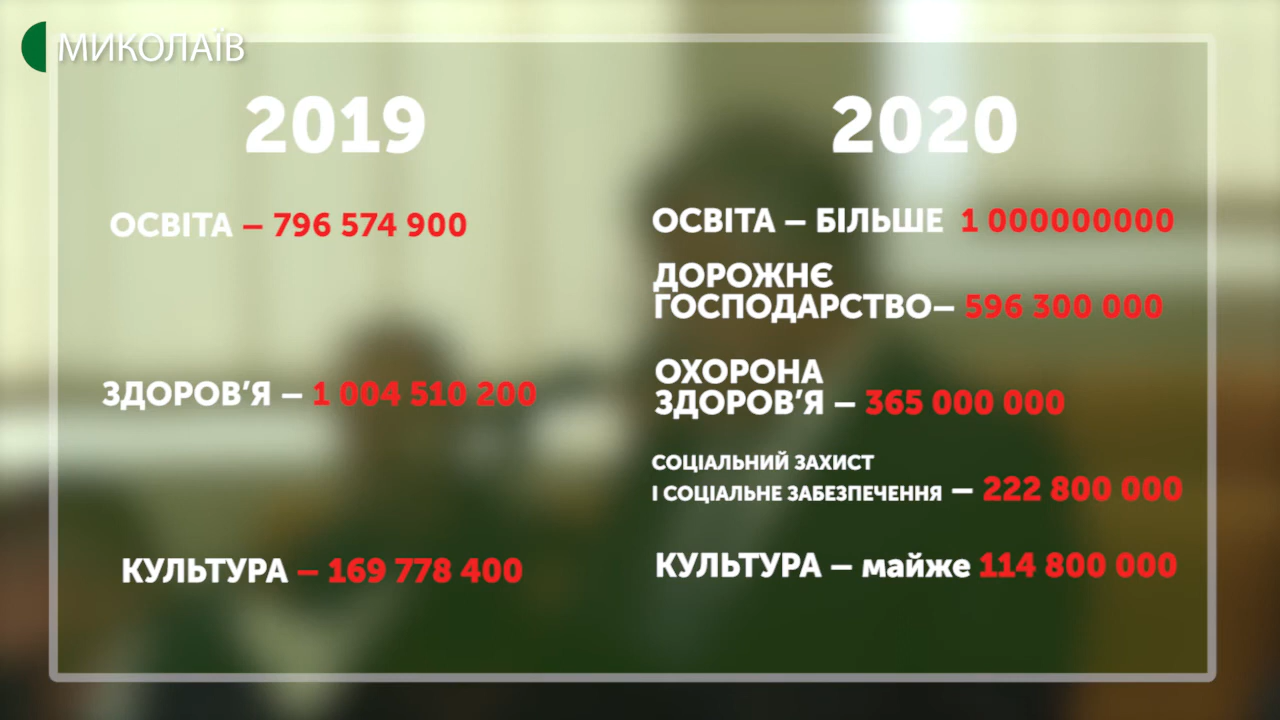 МИКОЛАЇВ
2019
ОСВІТА – 796 574 900
ЗДОРОВ’Я – 1 004 510 200
КУЛЬТУРА – 169 778 400
2020
ОСВІТА – БІЛЬШЕ 1 000000000
ДОРОЖНЄ
ГОСПОДАРСТВО– 596 300 000
ОХОРОНА
ЗДОРОВ’Я – 365 000 000
СОЦІАЛЬНИЙ ЗАХИСТ
І СОЦІАЛЬНЕ ЗАБЕЗПЕЧЕННЯ – 222 800 000
КУЛЬТУРА – майже 114 800 000